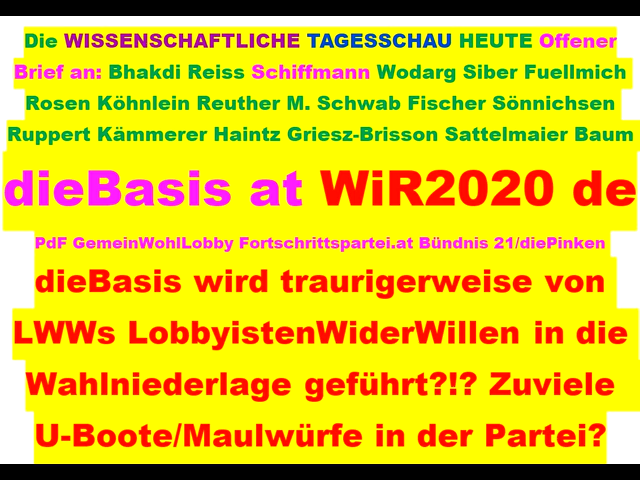 Die WISSENSCHAFTLICHE TAGESSCHAU HEUTE Offener
Brief an: Bhakdi Reiss Schiffmann Wodarg Siber Fuellmich
Rosen Köhnlein Reuther M. Schwab Fischer Sönnichsen
Ruppert Kämmerer Haintz Griesz-Brisson Sattelmaier Baum
dieBasis at WiR2020 de
PdF GemeinWohlLobby Fortschrittspartei.at Bündnis 21/diePinken
dieBasis wird traurigerweise von
LWWs LobbyistenWiderWillen in die
Wahlniederlage geführt?!? Zuviele
U-Boote/Maulwürfe in der Partei?